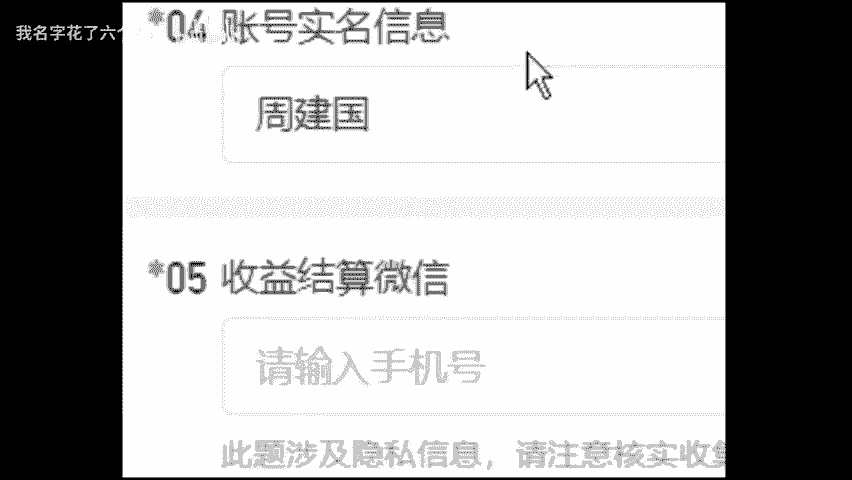 我名字花了六个
*04 账号实名信息
周建国
*05 收益结算微信
请输入手机号
此题涉及隐私信息，请注意核实收集